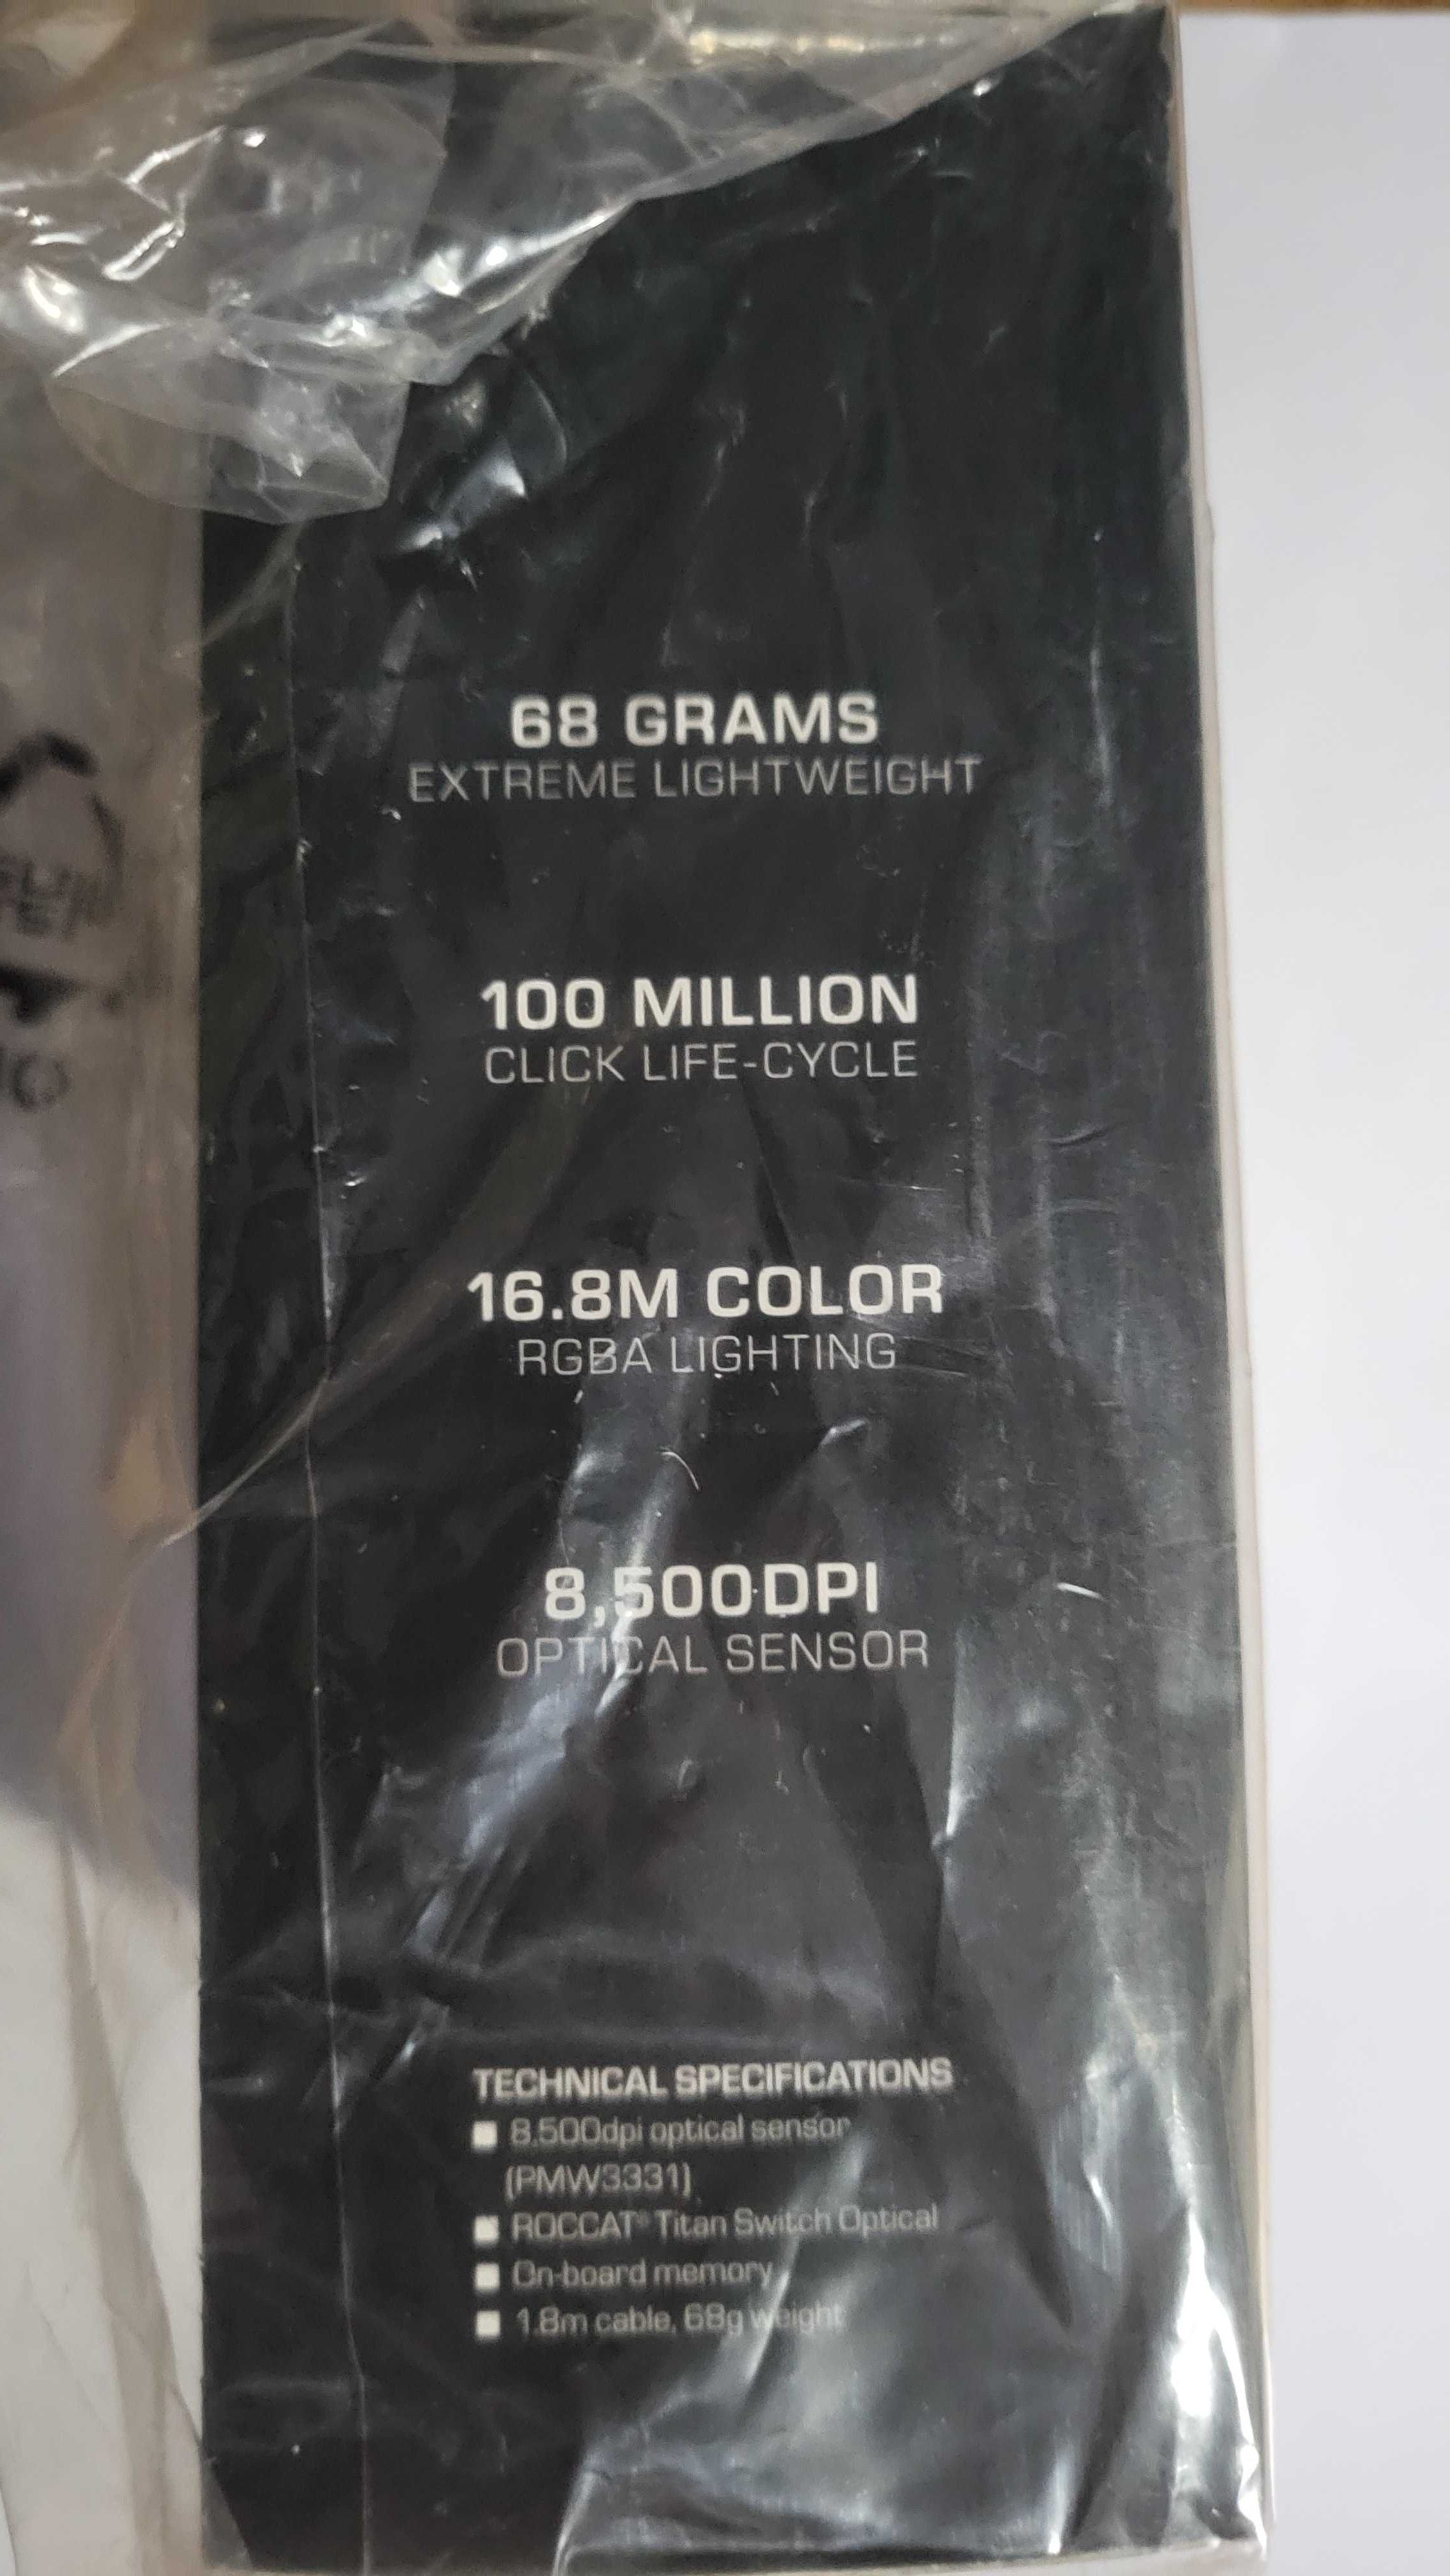 68 GRAMS
EXTREME LIGHTWEIGHT
100 MILLION
CLICK LIFE-CYCLE
16.8M COLOR
RGBA LIGHTING
8,500DPI
OPTICAL SENSOR
TECHNICAL SPECIFICATIONS
■ 8.500dpi optical sensor
(PMW3331)
■ ROCCAT® Titan Switch Optical
■ On-board memory
■ 1.8m cable, 68g weight